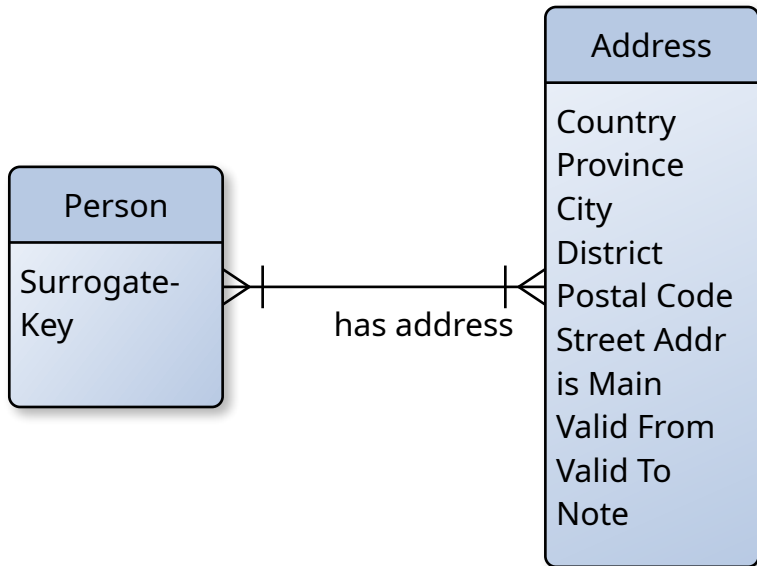 Person
Surrogate-
Key
has address
Address
Country
Province
City
District
Postal Code
Street Addr
is Main
Valid From
Valid To
Note